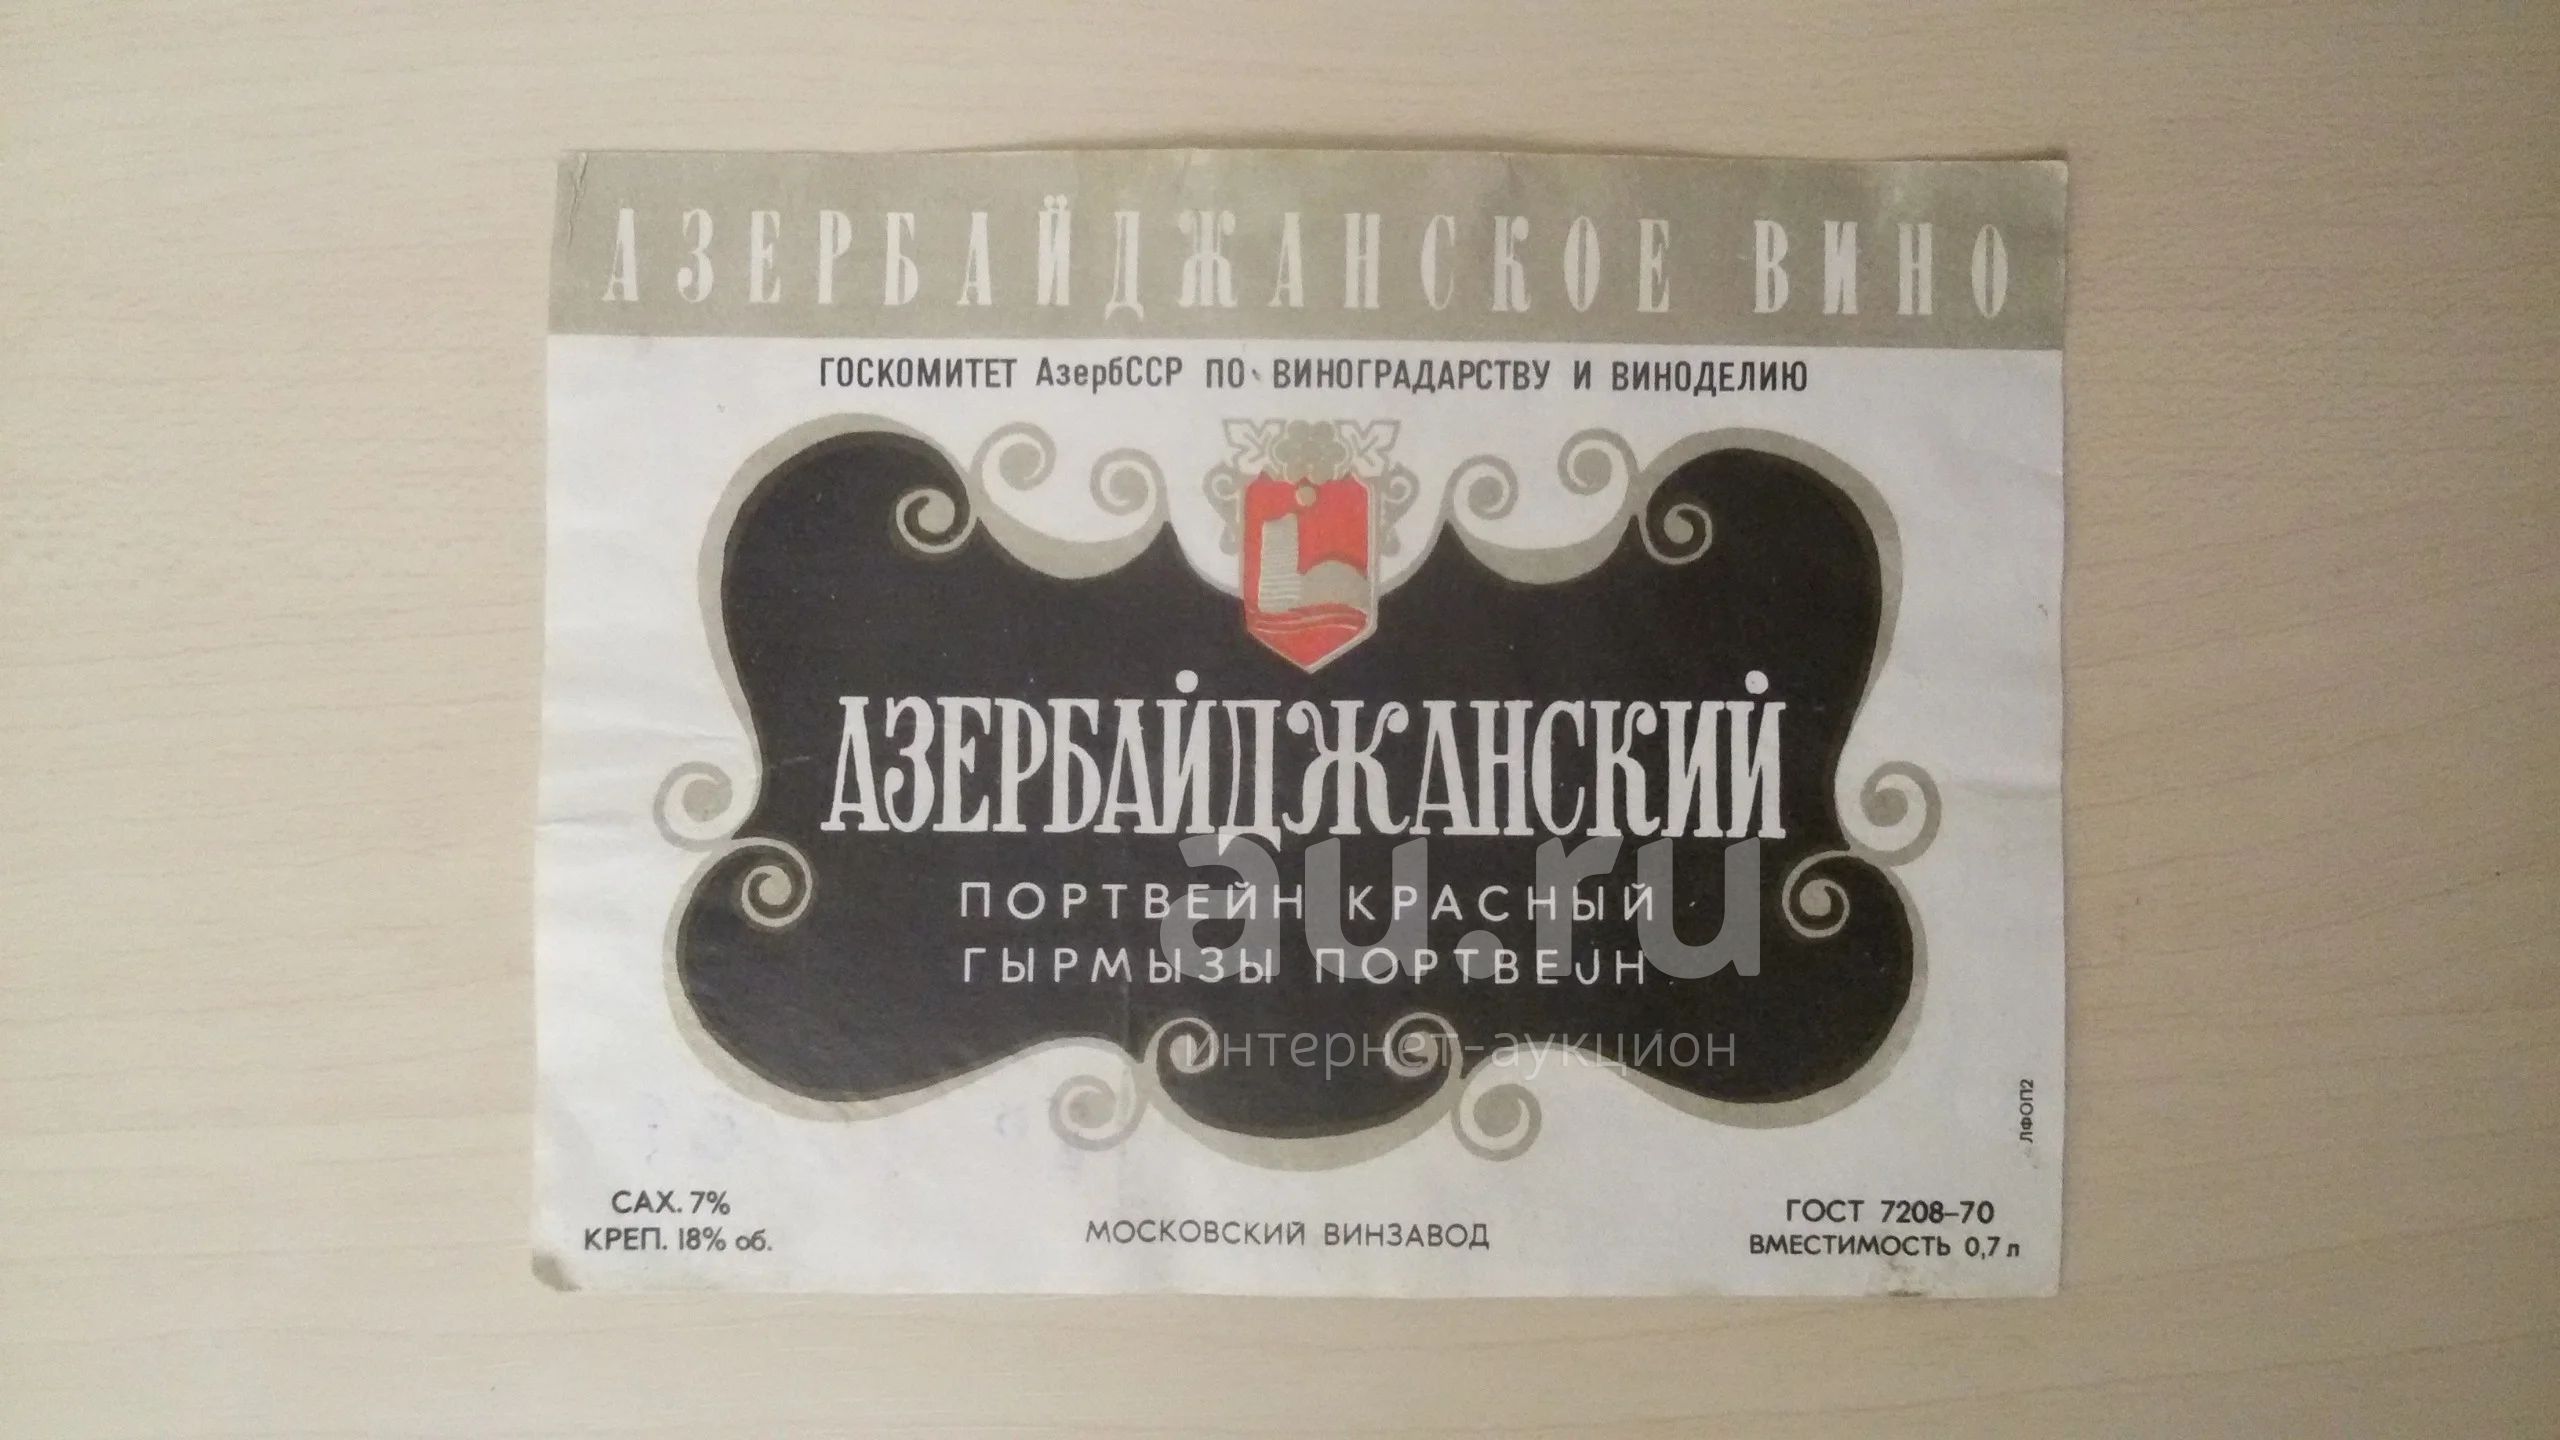 АЗЕРБАЙДЖАНСКОЕ ВИНО
ГОСКОМИТЕТ АзербССР ПО ВИНОГРАДАРСТВУ И ВИНОДЕЛИЮ
АЗЕРБАЙДЖАНСКИЙ
au.ru
ПОРТВЕЙН КРАСНЫЙ
ГЫРМЫЗЫ ПОРТВЕЈН
интернет-аукцион
ЛФОП2
САХ. 7%
КРЕП. 18% об.
МОСКОВСКИЙ ВИНЗАВОД
ГОСТ 7208-70
ВМЕСТИМОСТЬ 0,7 л